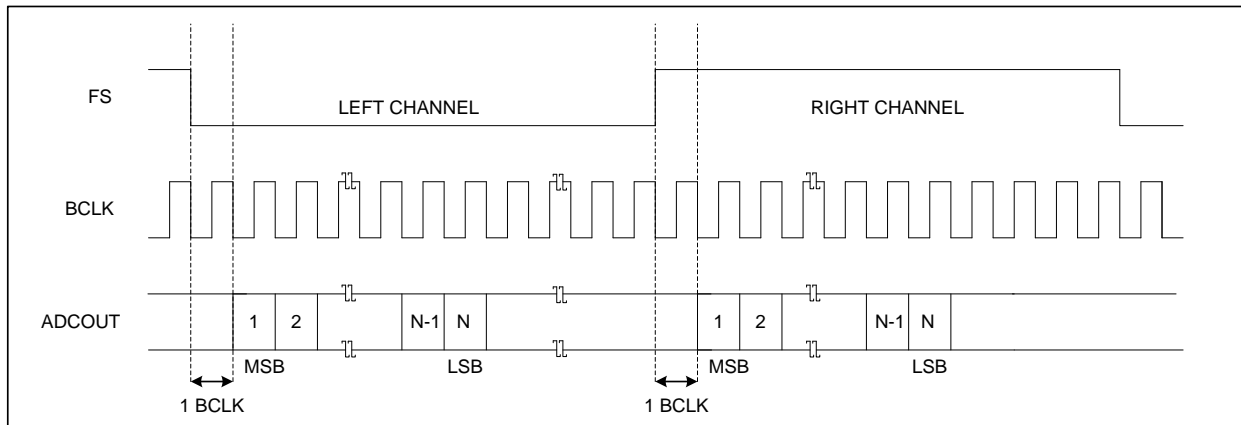 FS
LEFT CHANNEL
RIGHT CHANNEL
BCLK
ADCOUT
1 2 N-1 N 1 2 N-1 N
MSB LSB MSB LSB
1 BCLK 1 BCLK